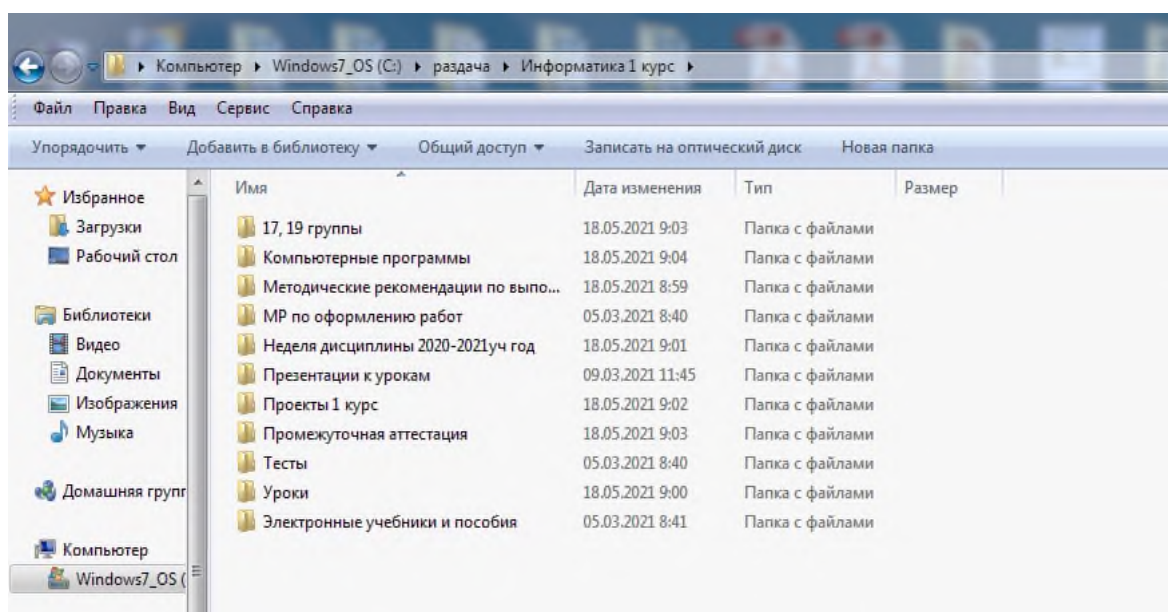 Компьютер ▸ Windows7_OS (C:) ▸ раздача ▸ Информатика 1 курс ▸
Файл Правка Вид Сервис Справка
Упорядочить ▾ Добавить в библиотеку ▾ Общий доступ ▾ Записать на оптический диск Новая папка
Избранное
Загрузки
Рабочий стол
Библиотеки
Видео
Документы
Изображения
Музыка
Домашняя групп
Компьютер
Windows7_OS (
Имя Дата изменения Тип Размер
17, 19 группы 18.05.2021 9:03 Папка с файлами
Компьютерные программы 18.05.2021 9:04 Папка с файлами
Методические рекомендации по выпо... 18.05.2021 8:59 Папка с файлами
МР по оформлению работ 05.03.2021 8:40 Папка с файлами
Неделя дисциплины 2020-2021уч год 18.05.2021 9:01 Папка с файлами
Презентации к урокам 09.03.2021 11:45 Папка с файлами
Проекты 1 курс 18.05.2021 9:02 Папка с файлами
Промежуточная аттестация 18.05.2021 9:03 Папка с файлами
Тесты 05.03.2021 8:40 Папка с файлами
Уроки 18.05.2021 9:00 Папка с файлами
Электронные учебники и пособия 05.03.2021 8:41 Папка с файлами